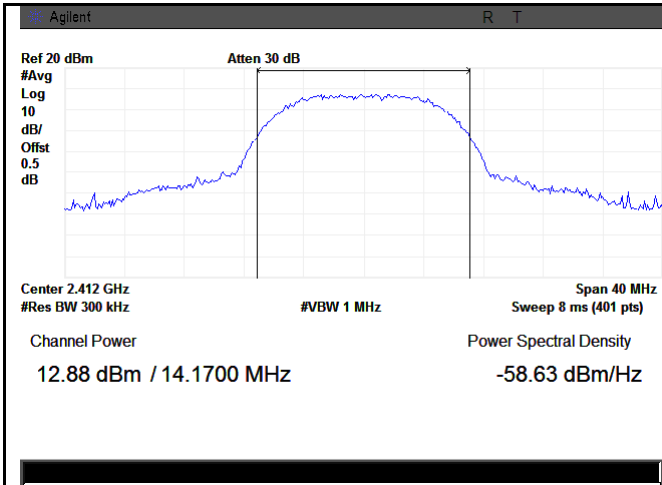 Agilent R T
Ref 20 dBm Atten 30 dB
#Avg
Log
10
dB/
Offst
0.5
dB
Center 2.412 GHz Span 40 MHz
#Res BW 300 kHz #VBW 1 MHz Sweep 8 ms (401 pts)
Channel Power Power Spectral Density
12.88 dBm / 14.1700 MHz -58.63 dBm/Hz